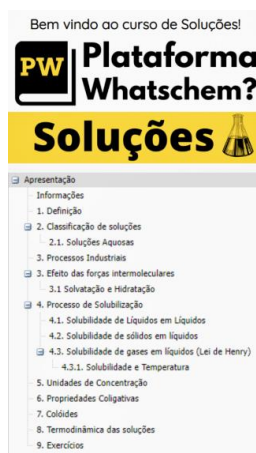 Bem vindo ao curso de Soluções!
PW
Plataforma
Whatschem?
Soluções
Apresentação
Informações
1. Definição
2. Classificação de soluções
2.1. Soluções Aquosas
3. Processos Industriais
3. Efeito das forças intermoleculares
3.1 Solvatação e Hidratação
4. Processo de Solubilização
4.1. Solubilidade de Líquidos em Líquidos
4.2. Solubilidade de sólidos em líquidos
4.3. Solubilidade de gases em líquidos (Lei de Henry)
4.3.1. Solubilidade e Temperatura
5. Unidades de Concentração
6. Propriedades Coligativas
7. Colóides
8. Termodinâmica das soluções
9. Exercícios